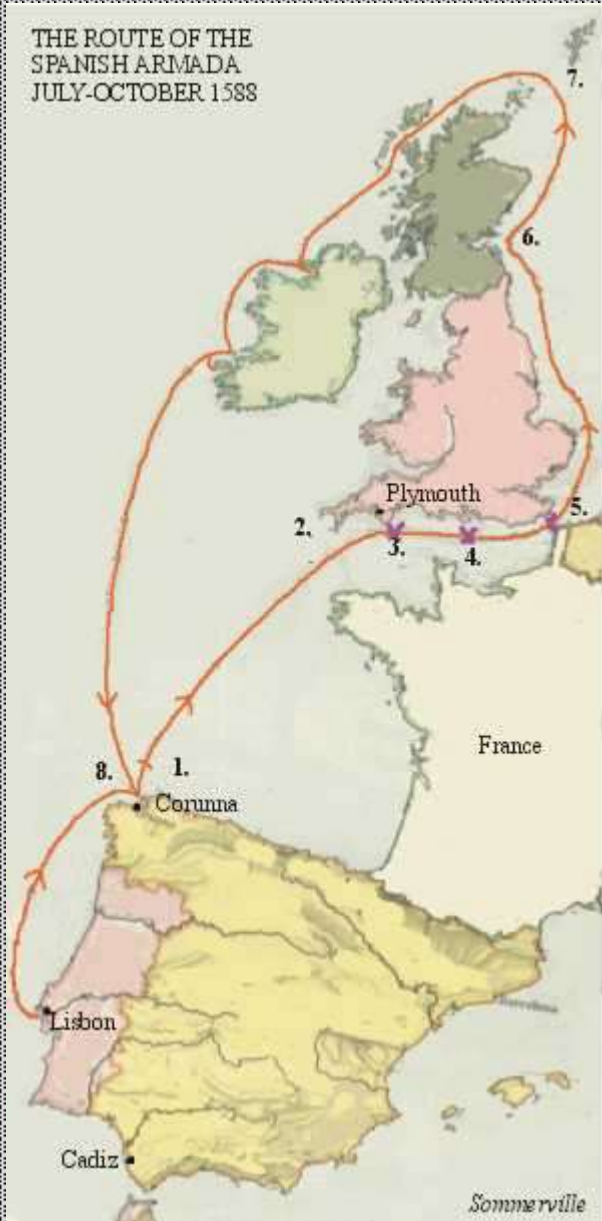 THE ROUTE OF THE
SPANISH ARMADA
JULY-OCTOBER 1588
7.
6.
Plymouth
5.
2.
3.
4.
France
8.
1.
Corunna
Lisbon
Cadiz
Sommerville